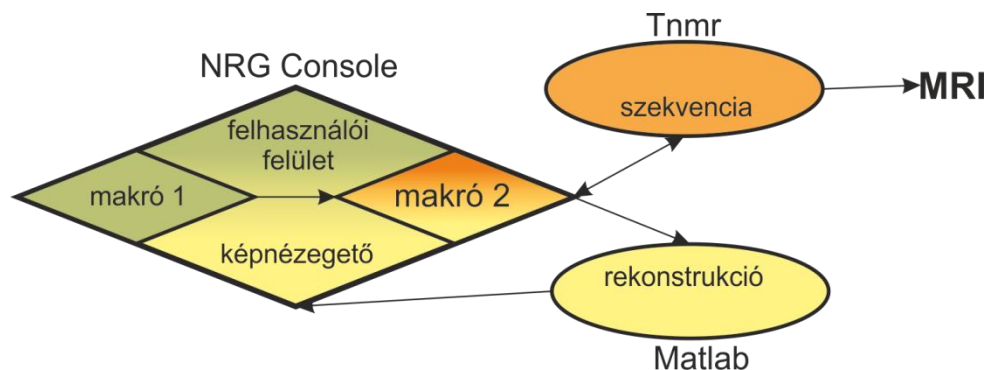 Tnmr
NRG Console
szekvencia
MRI
felhasználói
felület
makró 1
makró 2
képnézegető
rekonstrukció
Matlab